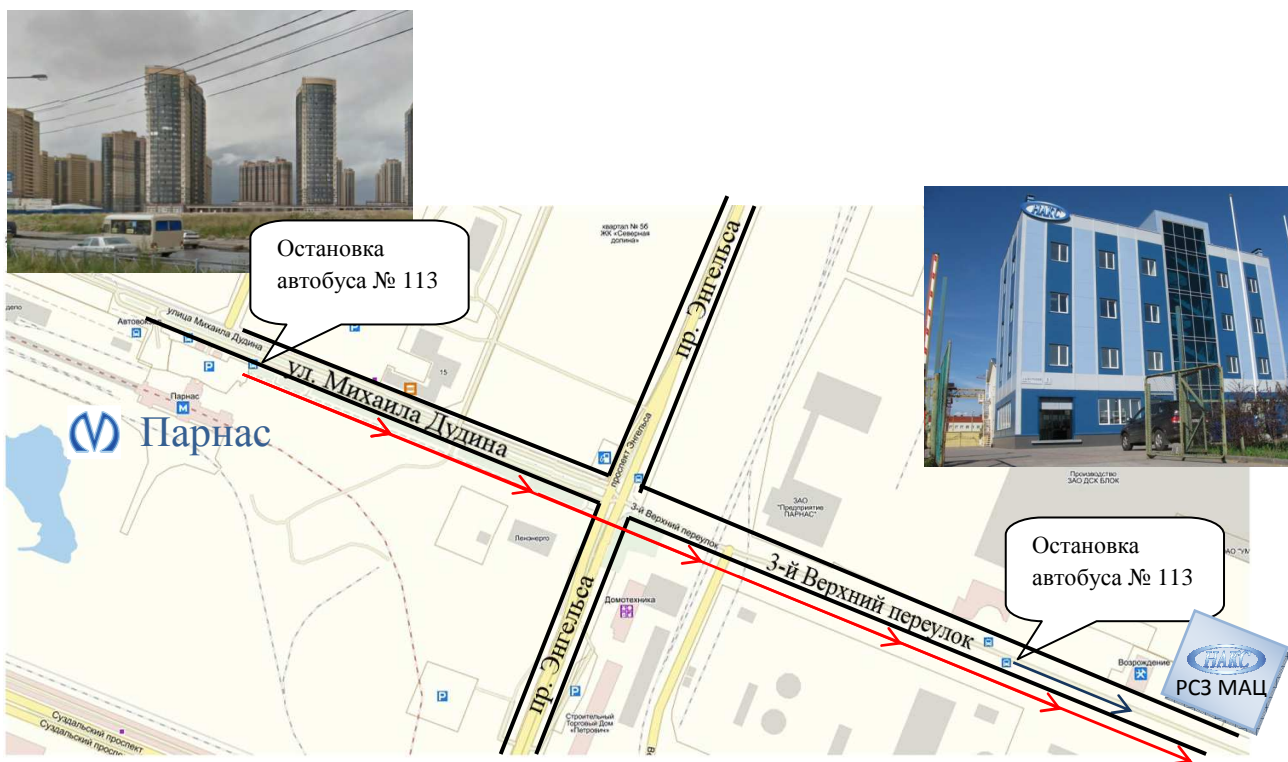 НАКС
Остановка
автобуса № 113
квартал № 56
ЖК «Северная
долина»
пр. Энгельса
улица Михаила Дудина
Автовокзал
15
ул. Михаила Дудина
Парнас
Парнас
проспект Энгельса
3-й Верхний переулок
ЗАО
"Предприятие
ПАРНАС"
Производство
ЗАО ДСК БЛОК
Ленэнерго
Остановка
автобуса № 113
3-й Верхний переулок
Домотехника
пр. Энгельса
Возрождение
НАКС
РСЗ МАЦ
Строительный
Торговый Дом
«Петрович»
Суздальский проспект
Суздальский просп